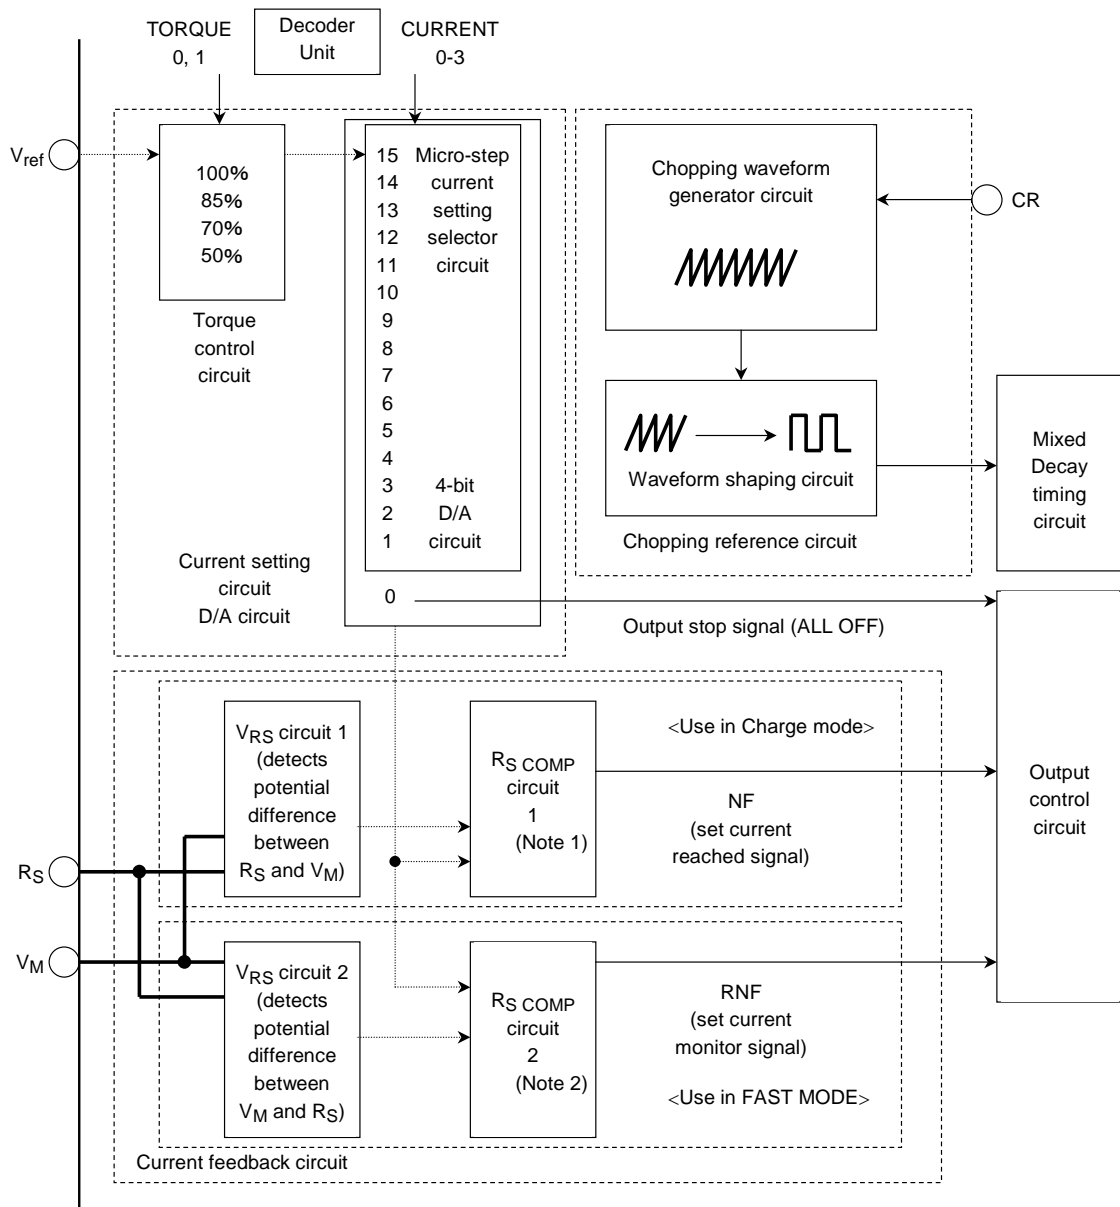 TORQUE
0, 1
Decoder
Unit
CURRENT
0-3
Vref
100%
85%
70%
50%
Torque
control
circuit
15 Micro-step
14 current
13 setting
12 selector
11 circuit
10
9
8
7
6
5
4
3 4-bit
2 D/A
1 circuit
0
Current setting
circuit
D/A circuit
Chopping waveform
generator circuit
CR
Waveform shaping circuit
Chopping reference circuit
Mixed
Decay
timing
circuit
Output stop signal (ALL OFF)
Output
control
circuit
VRS circuit 1
(detects
potential
difference
between
RS and VM)
RS COMP
circuit
1
(Note 1)
<Use in Charge mode>
NF
(set current
reached signal)
RS
VM
VRS circuit 2
(detects
potential
difference
between
VM and RS)
RS COMP
circuit
2
(Note 2)
RNF
(set current
monitor signal)
<Use in FAST MODE>
Current feedback circuit